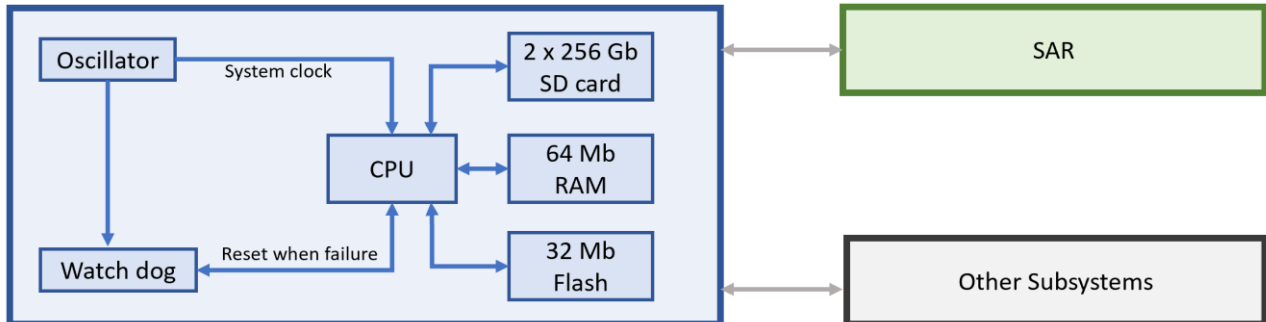 Oscillator
System clock
2 x 256 Gb
SD card
SAR
CPU
64 Mb
RAM
Watch dog
Reset when failure
32 Mb
Flash
Other Subsystems